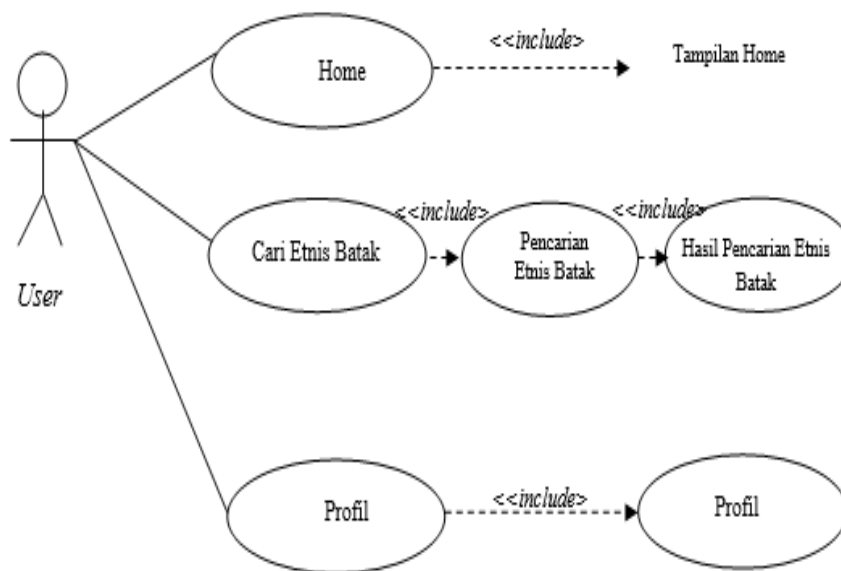 <<include>
Home
Tampilan Home
<<include>
<<include>
Cari Etnis Batak
Pencarian
Etnis Batak
Hasil Pencarian Etnis
Batak
User
<<include>
Profil
Profil